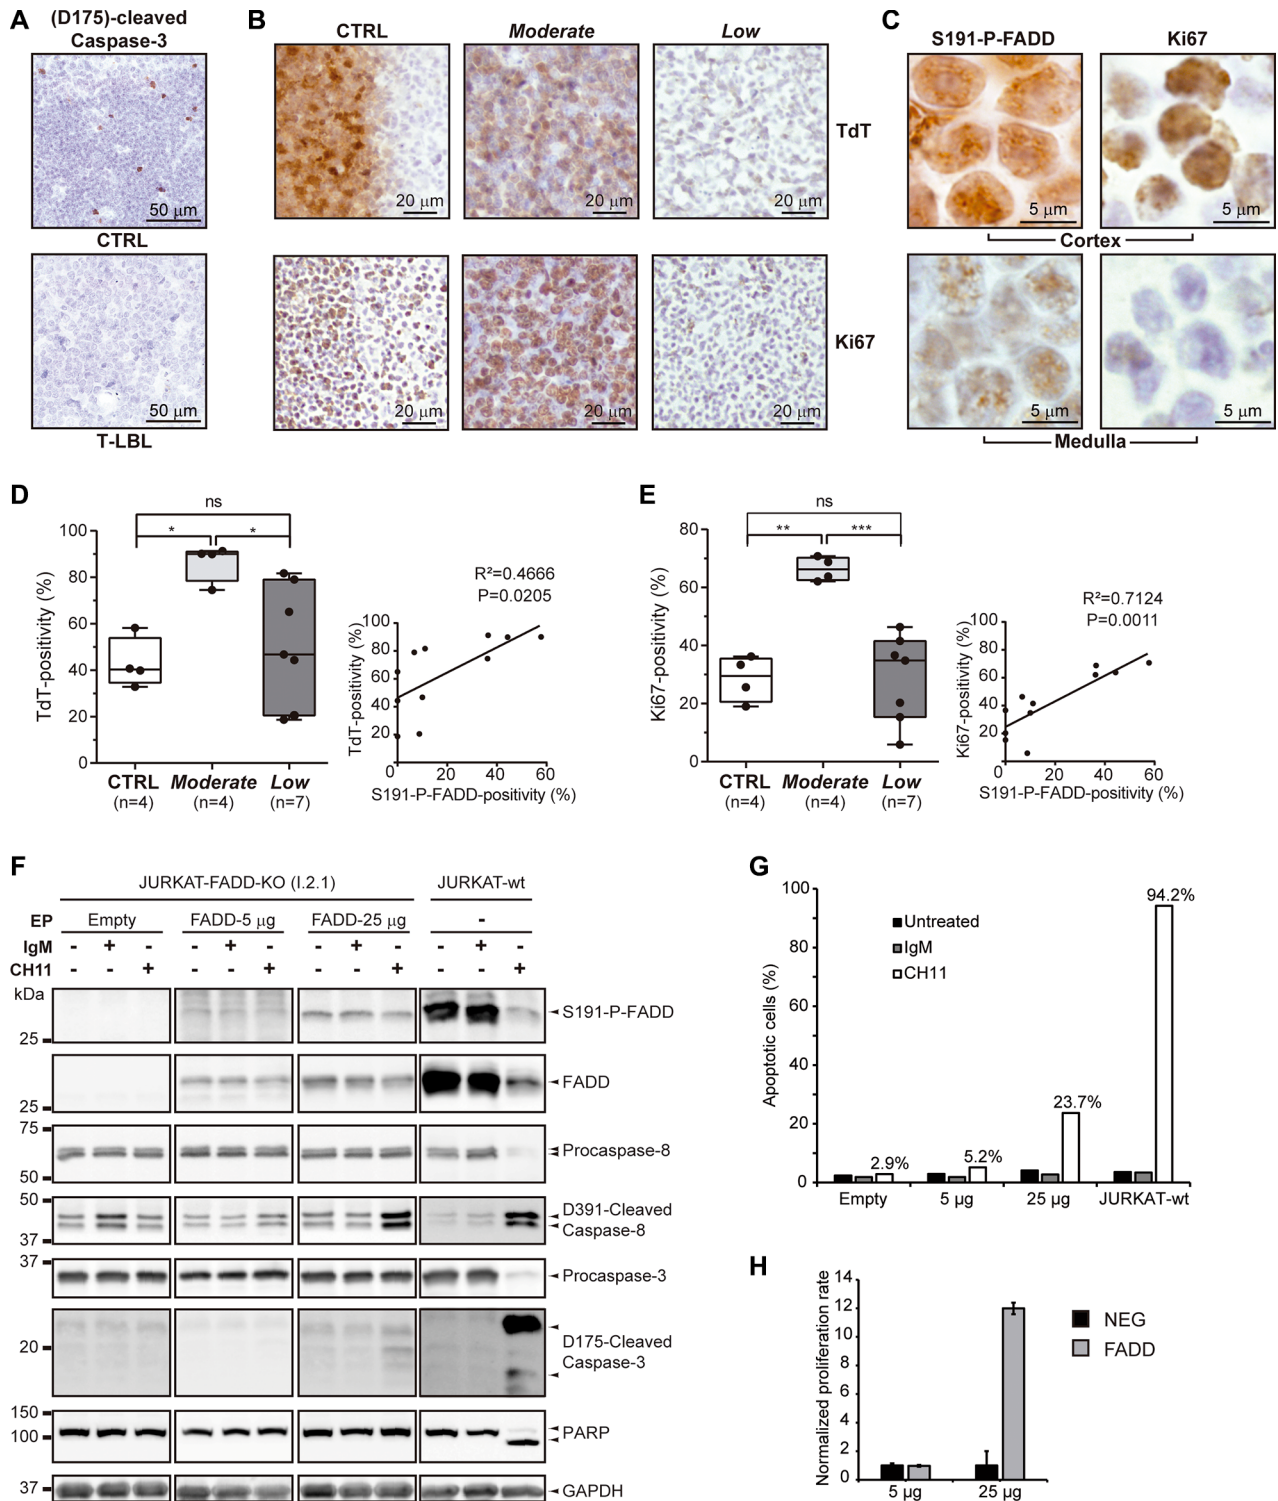 A
(D175)-cleaved
Caspase-3
50 μm
CTRL
50 μm
T-LBL
B
CTRL
Moderate
Low
20 μm
20 μm
20 μm
TdT
20 μm
20 μm
20 μm
Ki67
C
S191-P-FADD
Ki67
5 μm
5 μm
Cortex
5 μm
5 μm
Medulla
D
ns
*
*
TdT-positivity (%)
100
80
60
40
20
0
CTRL
Moderate
Low
(n=4)
(n=4)
(n=7)
R²=0.4666
P=0.0205
TdT-positivity (%)
100
80
60
40
20
0
20
40
60
S191-P-FADD-positivity (%)
E
ns
**
***
Ki67-positivity (%)
80
60
40
20
0
CTRL
Moderate
Low
(n=4)
(n=4)
(n=7)
R²=0.7124
P=0.0011
Ki67-positivity (%)
100
80
60
40
20
0
20
40
60
S191-P-FADD-positivity (%)
F
JURKAT-FADD-KO (I.2.1)
JURKAT-wt
EP
Empty
FADD-5 μg
FADD-25 μg
-
IgM - + - - + - - + - - + -
CH11 - - + - - + - - + - - +
kDa
S191-P-FADD
25
FADD
25
75
Procaspase-8
50
50
D391-Cleaved
Caspase-8
37
37
Procaspase-3
20
D175-Cleaved
Caspase-3
150
PARP
100
37
GAPDH
G
Apoptotic cells (%)
100
80
60
40
20
0
Untreated
IgM
CH11
2.9%
5.2%
23.7%
94.2%
Empty
5 μg
25 μg
JURKAT-wt
H
Normalized proliferation rate
14
12
10
8
6
4
2
0
5 μg
25 μg
NEG
FADD